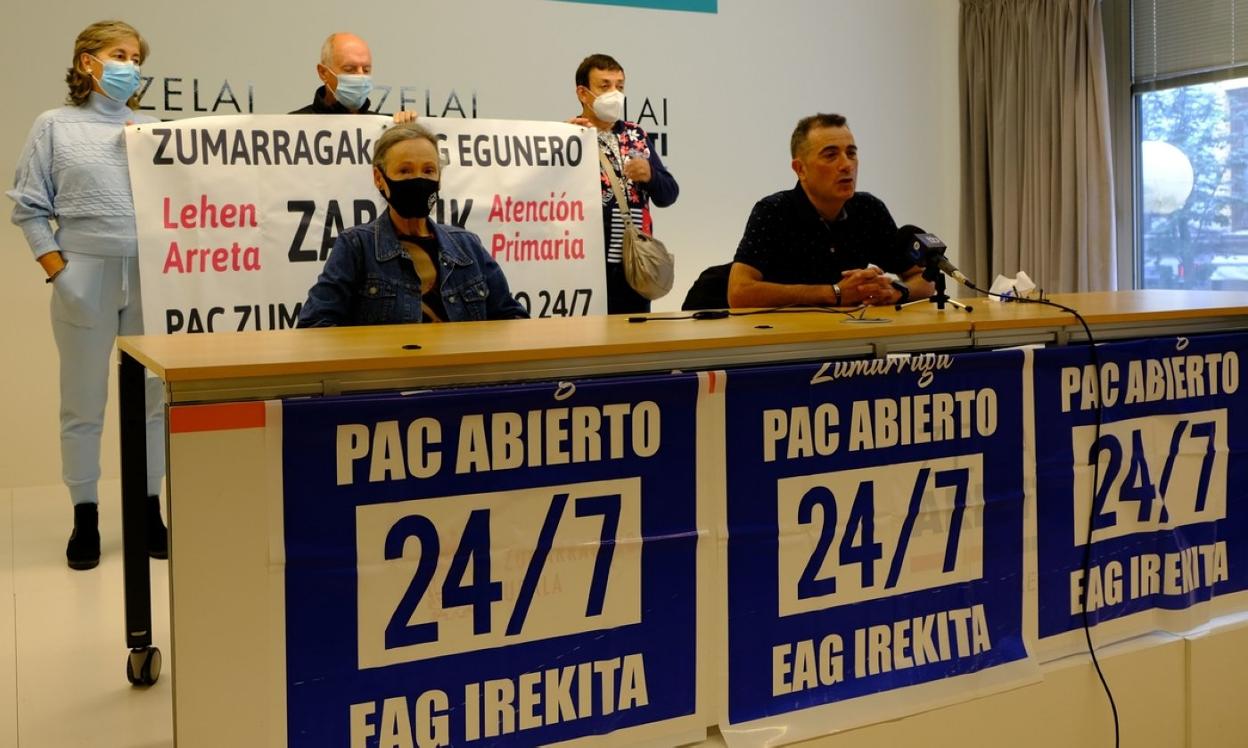 ZELAI
ZELAI
LAI
TI
ZUMARRAGAK
G EGUNERO
Lehen
Arreta
Atención
Primaria
PAC ZUM
24/7
PAC ABIERTO
24/7
EAG IREKITA
Zumarraga
PAC ABIERTO
24/7
EAG IREKITA
PAC ABIERTO
24/7
EAG IREKITA